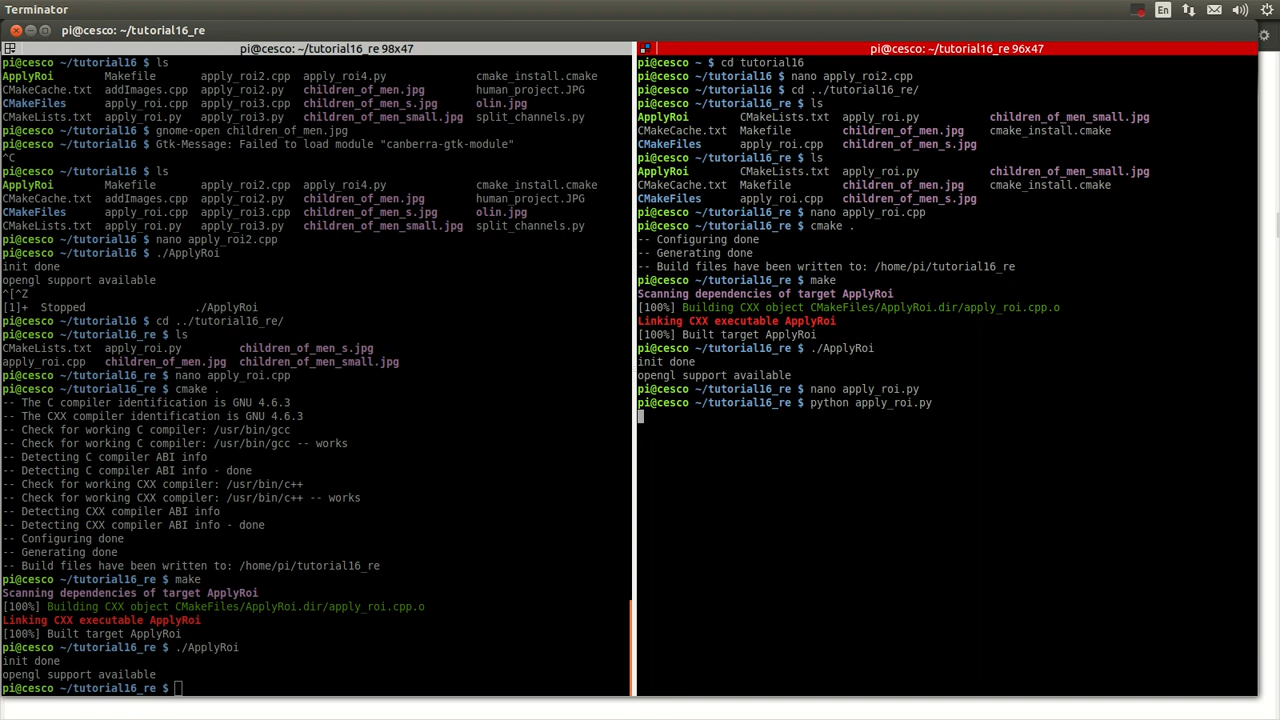 Terminator
En
pi@cesco: ~/tutorial16_re
pi@cesco: ~/tutorial16_re 98x47
pi@cesco ~/tutorial16 $ ls
ApplyRoi Makefile apply_roi2.cpp apply_roi4.py cmake_install.cmake
CMakeCache.txt addImages.cpp apply_roi2.py children_of_men.jpg human_project.JPG
CMakeFiles apply_roi.cpp apply_roi3.cpp children_of_men_s.jpg olin.jpg
CMakeLists.txt apply_roi.py apply_roi3.py children_of_men_small.jpg split_channels.py
pi@cesco ~/tutorial16 $ gnome-open children_of_men.jpg
pi@cesco ~/tutorial16 $ Gtk-Message: Failed to load module "canberra-gtk-module"
^C
pi@cesco ~/tutorial16 $ ls
ApplyRoi Makefile apply_roi2.cpp apply_roi4.py cmake_install.cmake
CMakeCache.txt addImages.cpp apply_roi2.py children_of_men.jpg human_project.JPG
CMakeFiles apply_roi.cpp apply_roi3.cpp children_of_men_s.jpg olin.jpg
CMakeLists.txt apply_roi.py apply_roi3.py children_of_men_small.jpg split_channels.py
pi@cesco ~/tutorial16 $ nano apply_roi2.cpp
pi@cesco ~/tutorial16 $ ./ApplyRoi
init done
opengl support available
^[^Z
[1]+ Stopped ./ApplyRoi
pi@cesco ~/tutorial16 $ cd ../tutorial16_re/
pi@cesco ~/tutorial16_re $ ls
CMakeLists.txt apply_roi.py children_of_men_s.jpg
apply_roi.cpp children_of_men.jpg children_of_men_small.jpg
pi@cesco ~/tutorial16_re $ nano apply_roi.cpp
pi@cesco ~/tutorial16_re $ cmake .
-- The C compiler identification is GNU 4.6.3
-- The CXX compiler identification is GNU 4.6.3
-- Check for working C compiler: /usr/bin/gcc
-- Check for working C compiler: /usr/bin/gcc -- works
-- Detecting C compiler ABI info
-- Detecting C compiler ABI info - done
-- Check for working CXX compiler: /usr/bin/c++
-- Check for working CXX compiler: /usr/bin/c++ -- works
-- Detecting CXX compiler ABI info
-- Detecting CXX compiler ABI info - done
-- Configuring done
-- Generating done
-- Build files have been written to: /home/pi/tutorial16_re
pi@cesco ~/tutorial16_re $ make
Scanning dependencies of target ApplyRoi
[100%] Building CXX object CMakeFiles/ApplyRoi.dir/apply_roi.cpp.o
Linking CXX executable ApplyRoi
[100%] Built target ApplyRoi
pi@cesco ~/tutorial16_re $ ./ApplyRoi
init done
opengl support available
pi@cesco ~/tutorial16_re $
pi@cesco: ~/tutorial16_re 96x47
pi@cesco ~ $ cd tutorial16
pi@cesco ~/tutorial16 $ nano apply_roi2.cpp
pi@cesco ~/tutorial16 $ cd ../tutorial16_re/
pi@cesco ~/tutorial16_re $ ls
ApplyRoi CMakeLists.txt apply_roi.py children_of_men_small.jpg
CMakeCache.txt Makefile children_of_men.jpg cmake_install.cmake
CMakeFiles apply_roi.cpp children_of_men_s.jpg
pi@cesco ~/tutorial16_re $ ls
ApplyRoi CMakeLists.txt apply_roi.py children_of_men_small.jpg
CMakeCache.txt Makefile children_of_men.jpg cmake_install.cmake
CMakeFiles apply_roi.cpp children_of_men_s.jpg
pi@cesco ~/tutorial16_re $ nano apply_roi.cpp
pi@cesco ~/tutorial16_re $ cmake .
-- Configuring done
-- Generating done
-- Build files have been written to: /home/pi/tutorial16_re
pi@cesco ~/tutorial16_re $ make
Scanning dependencies of target ApplyRoi
[100%] Building CXX object CMakeFiles/ApplyRoi.dir/apply_roi.cpp.o
Linking CXX executable ApplyRoi
[100%] Built target ApplyRoi
pi@cesco ~/tutorial16_re $ ./ApplyRoi
init done
opengl support available
pi@cesco ~/tutorial16_re $ nano apply_roi.py
pi@cesco ~/tutorial16_re $ python apply_roi.py